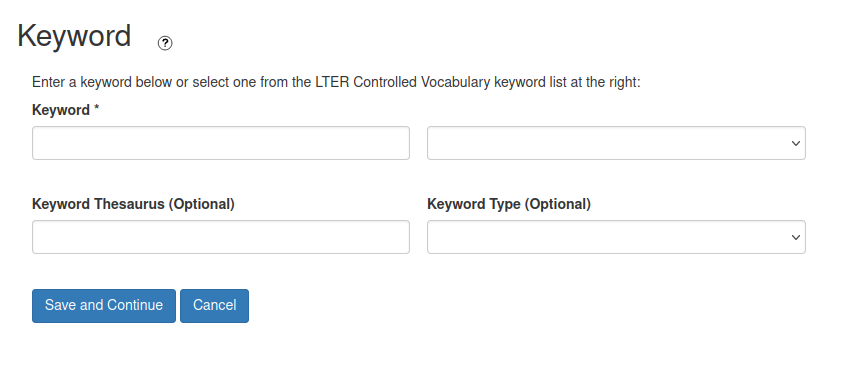 Keyword ?
Enter a keyword below or select one from the LTER Controlled Vocabulary keyword list at the right:
Keyword *
Keyword Thesaurus (Optional) Keyword Type (Optional)
Save and Continue Cancel